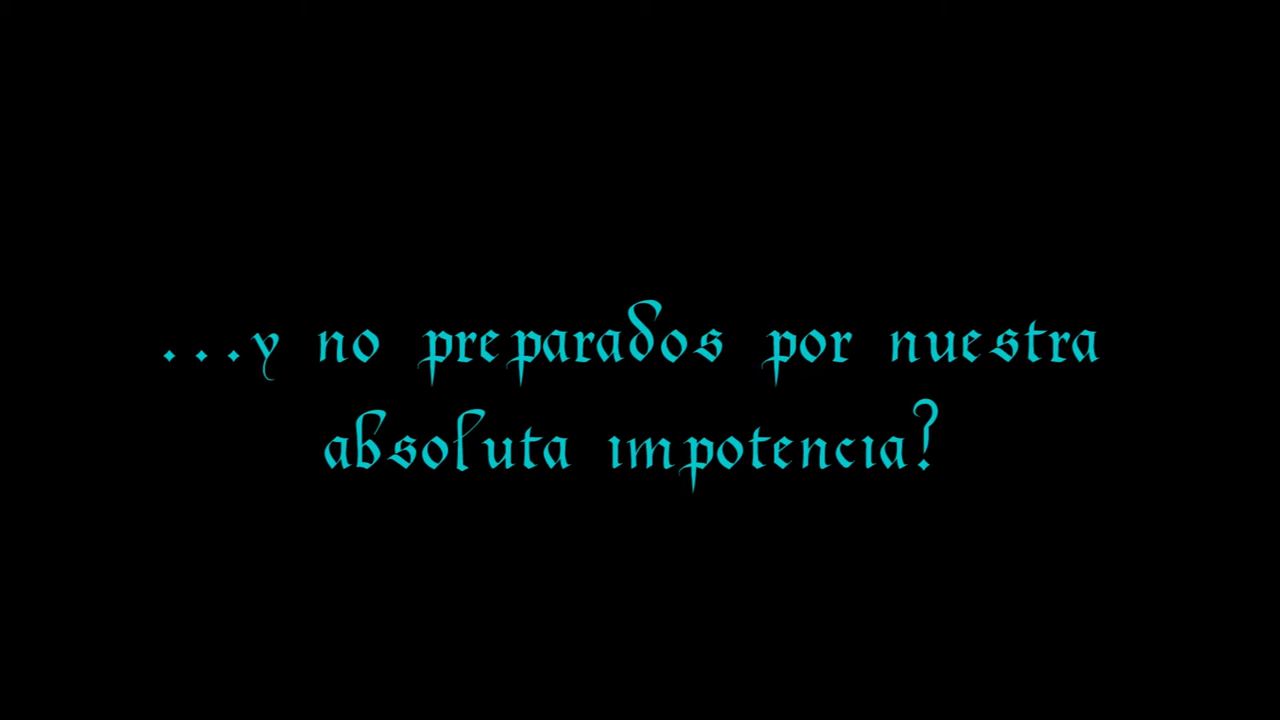 ...y no preparados por nuestra
absoluta impotencia?